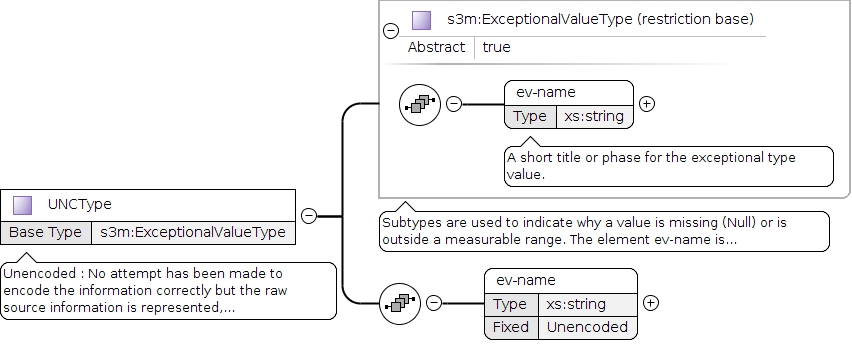 s3m:ExceptionalValueType (restriction base)
Abstract true
ev-name
Type xs:string
A short title or phase for the exceptional type
value.
UNCType
Base Type s3m:ExceptionalValueType
Subtypes are used to indicate why a value is missing (Null) or is
outside a measurable range. The element ev-name is...
Unencoded : No attempt has been made to
encode the information correctly but the raw
source information is represented,...
ev-name
Type xs:string
Fixed Unencoded